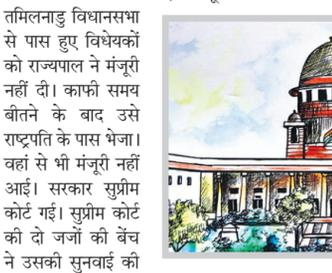 तमिलनाडु विधानसभा
से पास हुए विधेयकों
को राज्यपाल ने मंजूरी
नहीं दी। काफी समय
बीतने के बाद उसे
राष्ट्रपति के पास भेजा।
वहां से भी मंजूरी नहीं
आई। सरकार सुप्रीम
कोर्ट गई। सुप्रीम कोर्ट
की दो जजों की बेंच
ने उसकी सुनवाई की